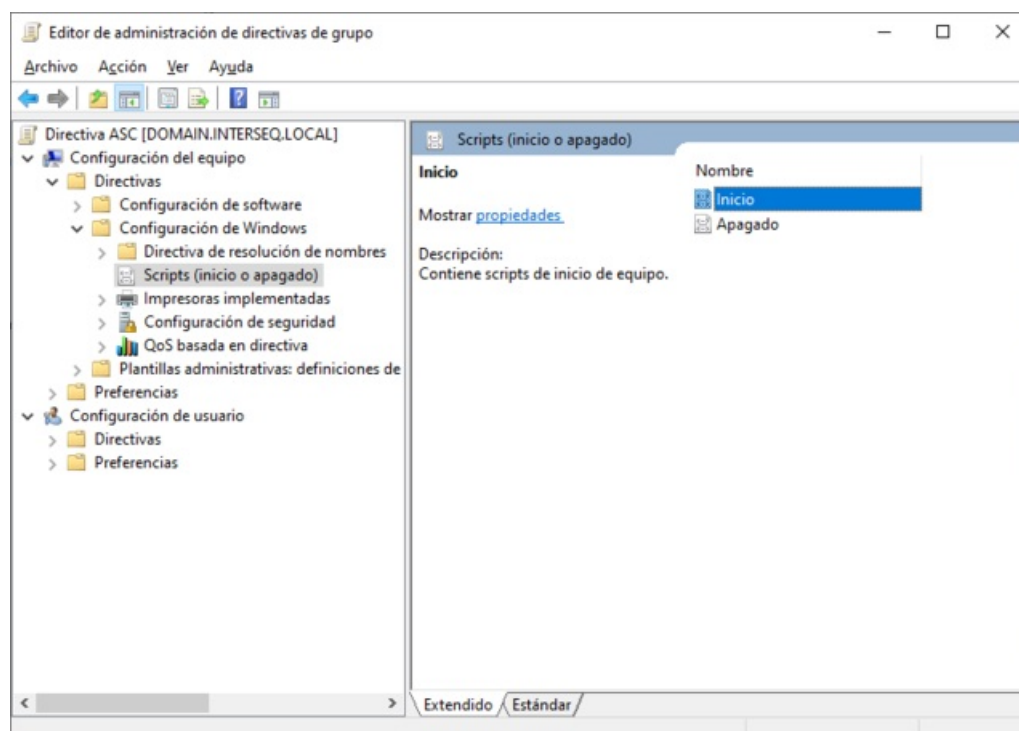 Editor de administración de directivas de grupo
Archivo Acción Ver Ayuda
Directiva ASC [DOMAIN.INTERSEQ.LOCAL]
Configuración del equipo
Directivas
Configuración de software
Configuración de Windows
Directiva de resolución de nombres
Scripts (inicio o apagado)
Impresoras implementadas
Configuración de seguridad
QoS basada en directiva
Plantillas administrativas: definiciones de
Preferencias
Configuración de usuario
Directivas
Preferencias
Scripts (inicio o apagado)
Inicio
Mostrar propiedades
Descripción:
Contiene scripts de inicio de equipo.
Nombre
Inicio
Apagado
Extendido Estándar